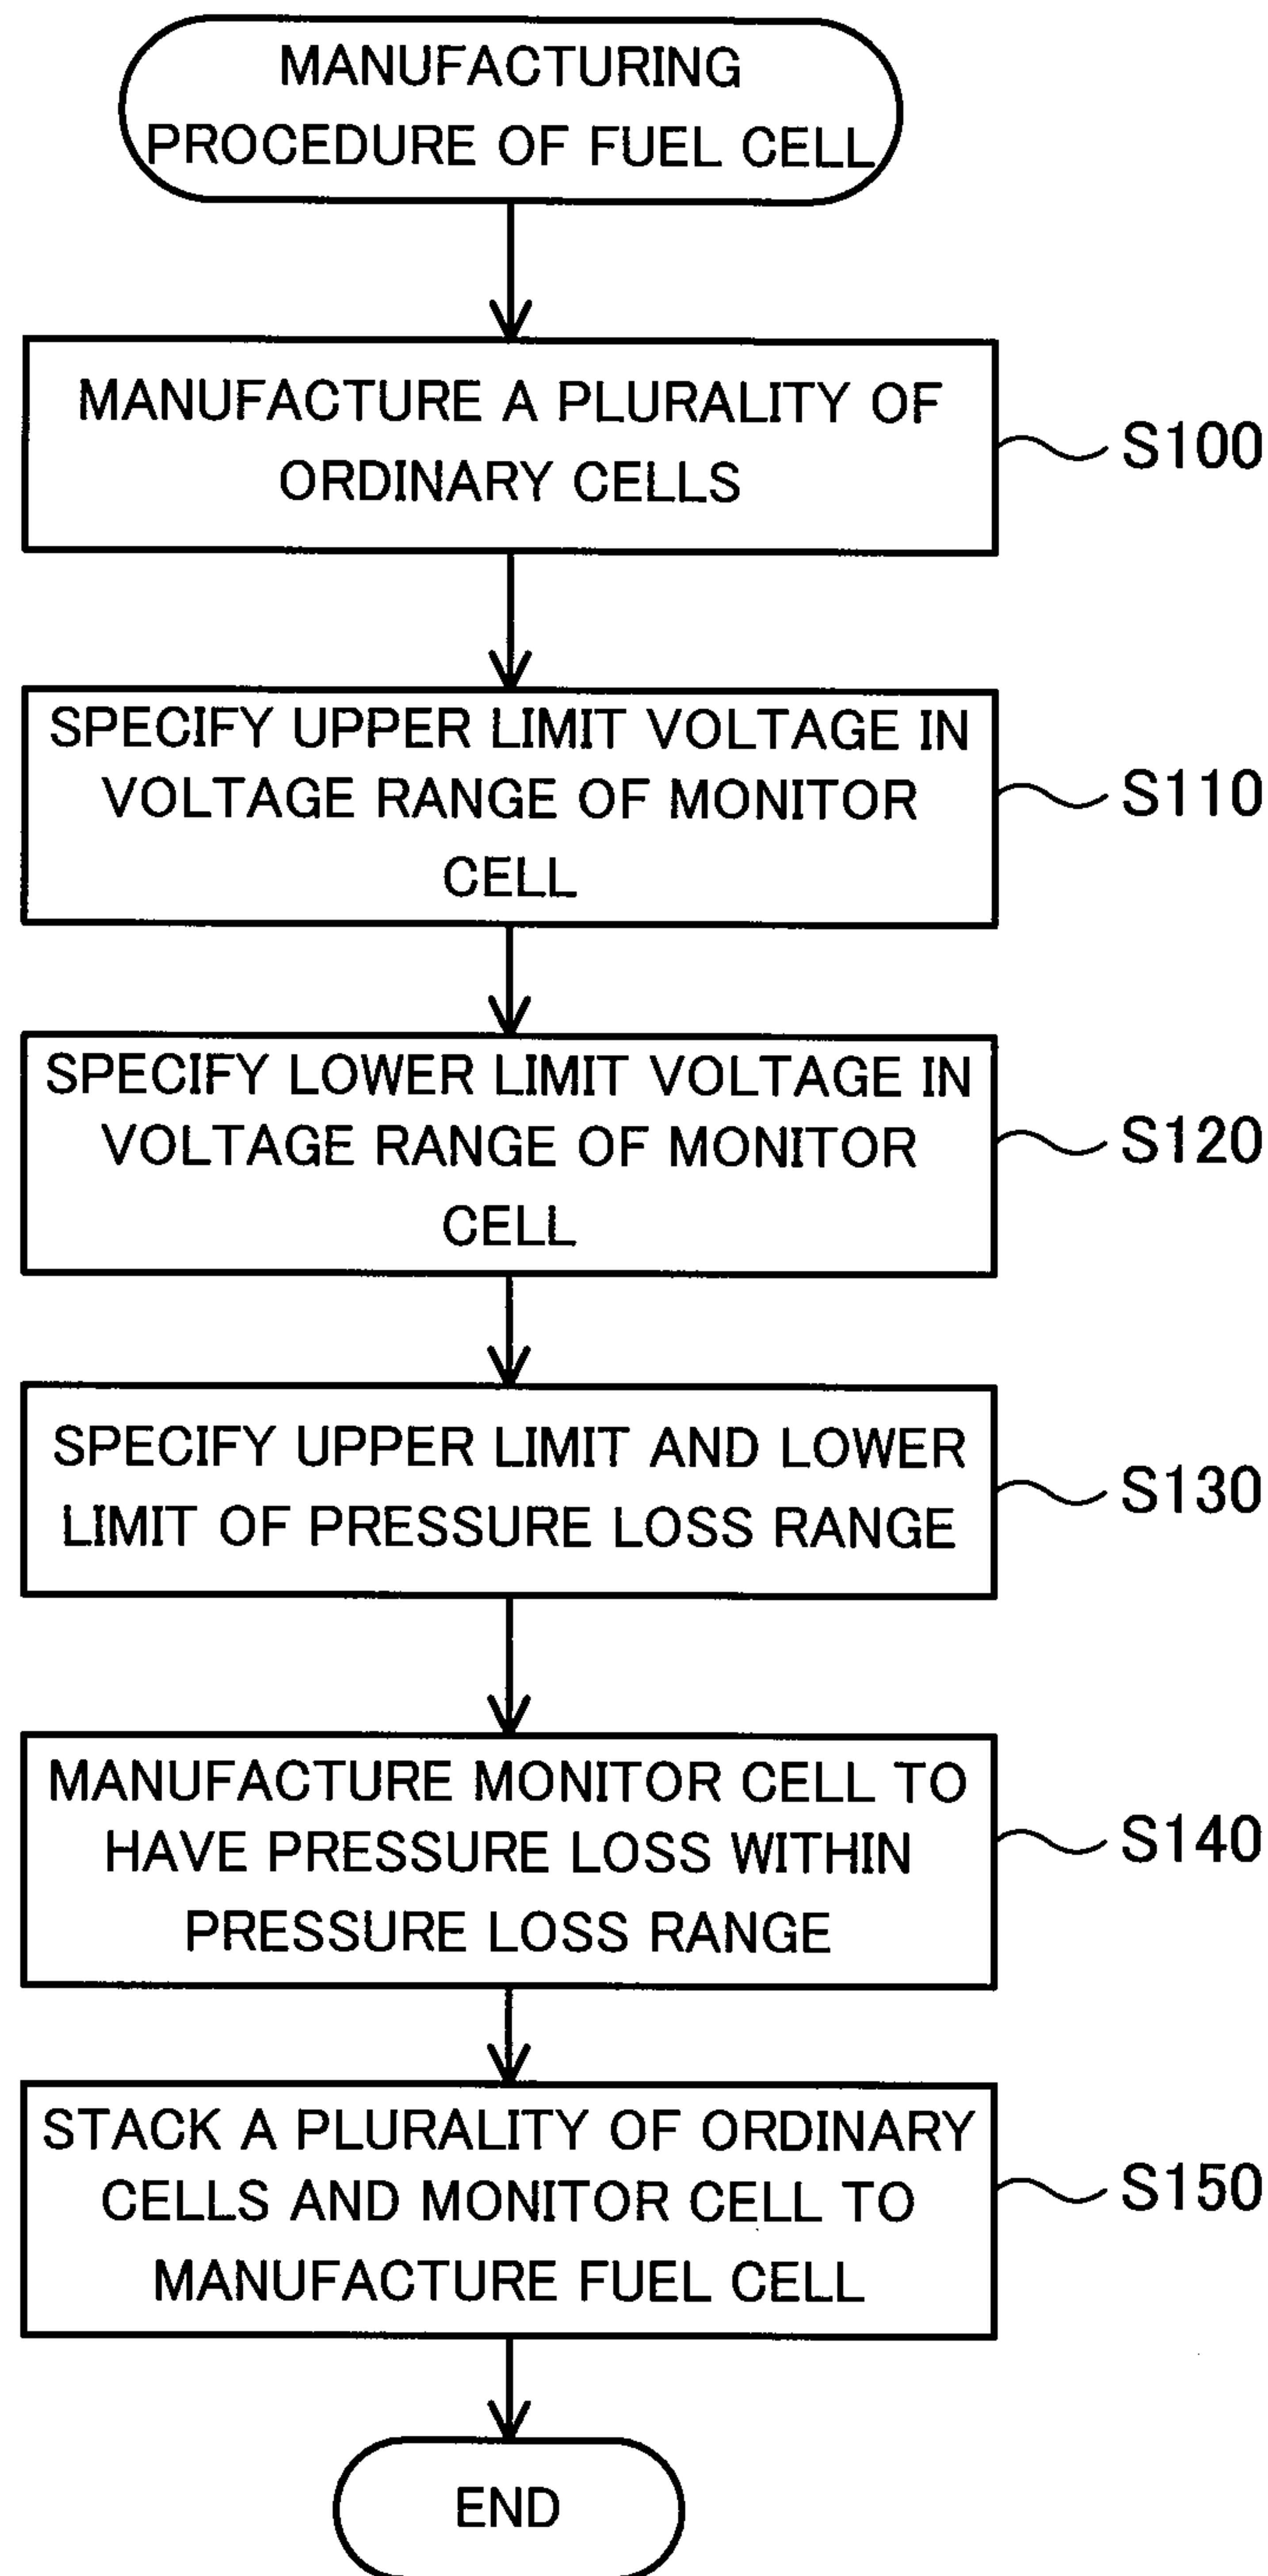 MANUFACTURING
PROCEDURE OF FUEL CELL
MANUFACTURE A PLURALITY OF
ORDINARY CELLS
S100
SPECIFY UPPER LIMIT VOLTAGE IN
VOLTAGE RANGE OF MONITOR
CELL
S110
SPECIFY LOWER LIMIT VOLTAGE IN
VOLTAGE RANGE OF MONITOR
CELL
S120
SPECIFY UPPER LIMIT AND LOWER
LIMIT OF PRESSURE LOSS RANGE
S130
MANUFACTURE MONITOR CELL TO
HAVE PRESSURE LOSS WITHIN
PRESSURE LOSS RANGE
S140
STACK A PLURALITY OF ORDINARY
CELLS AND MONITOR CELL TO
MANUFACTURE FUEL CELL
S150
END